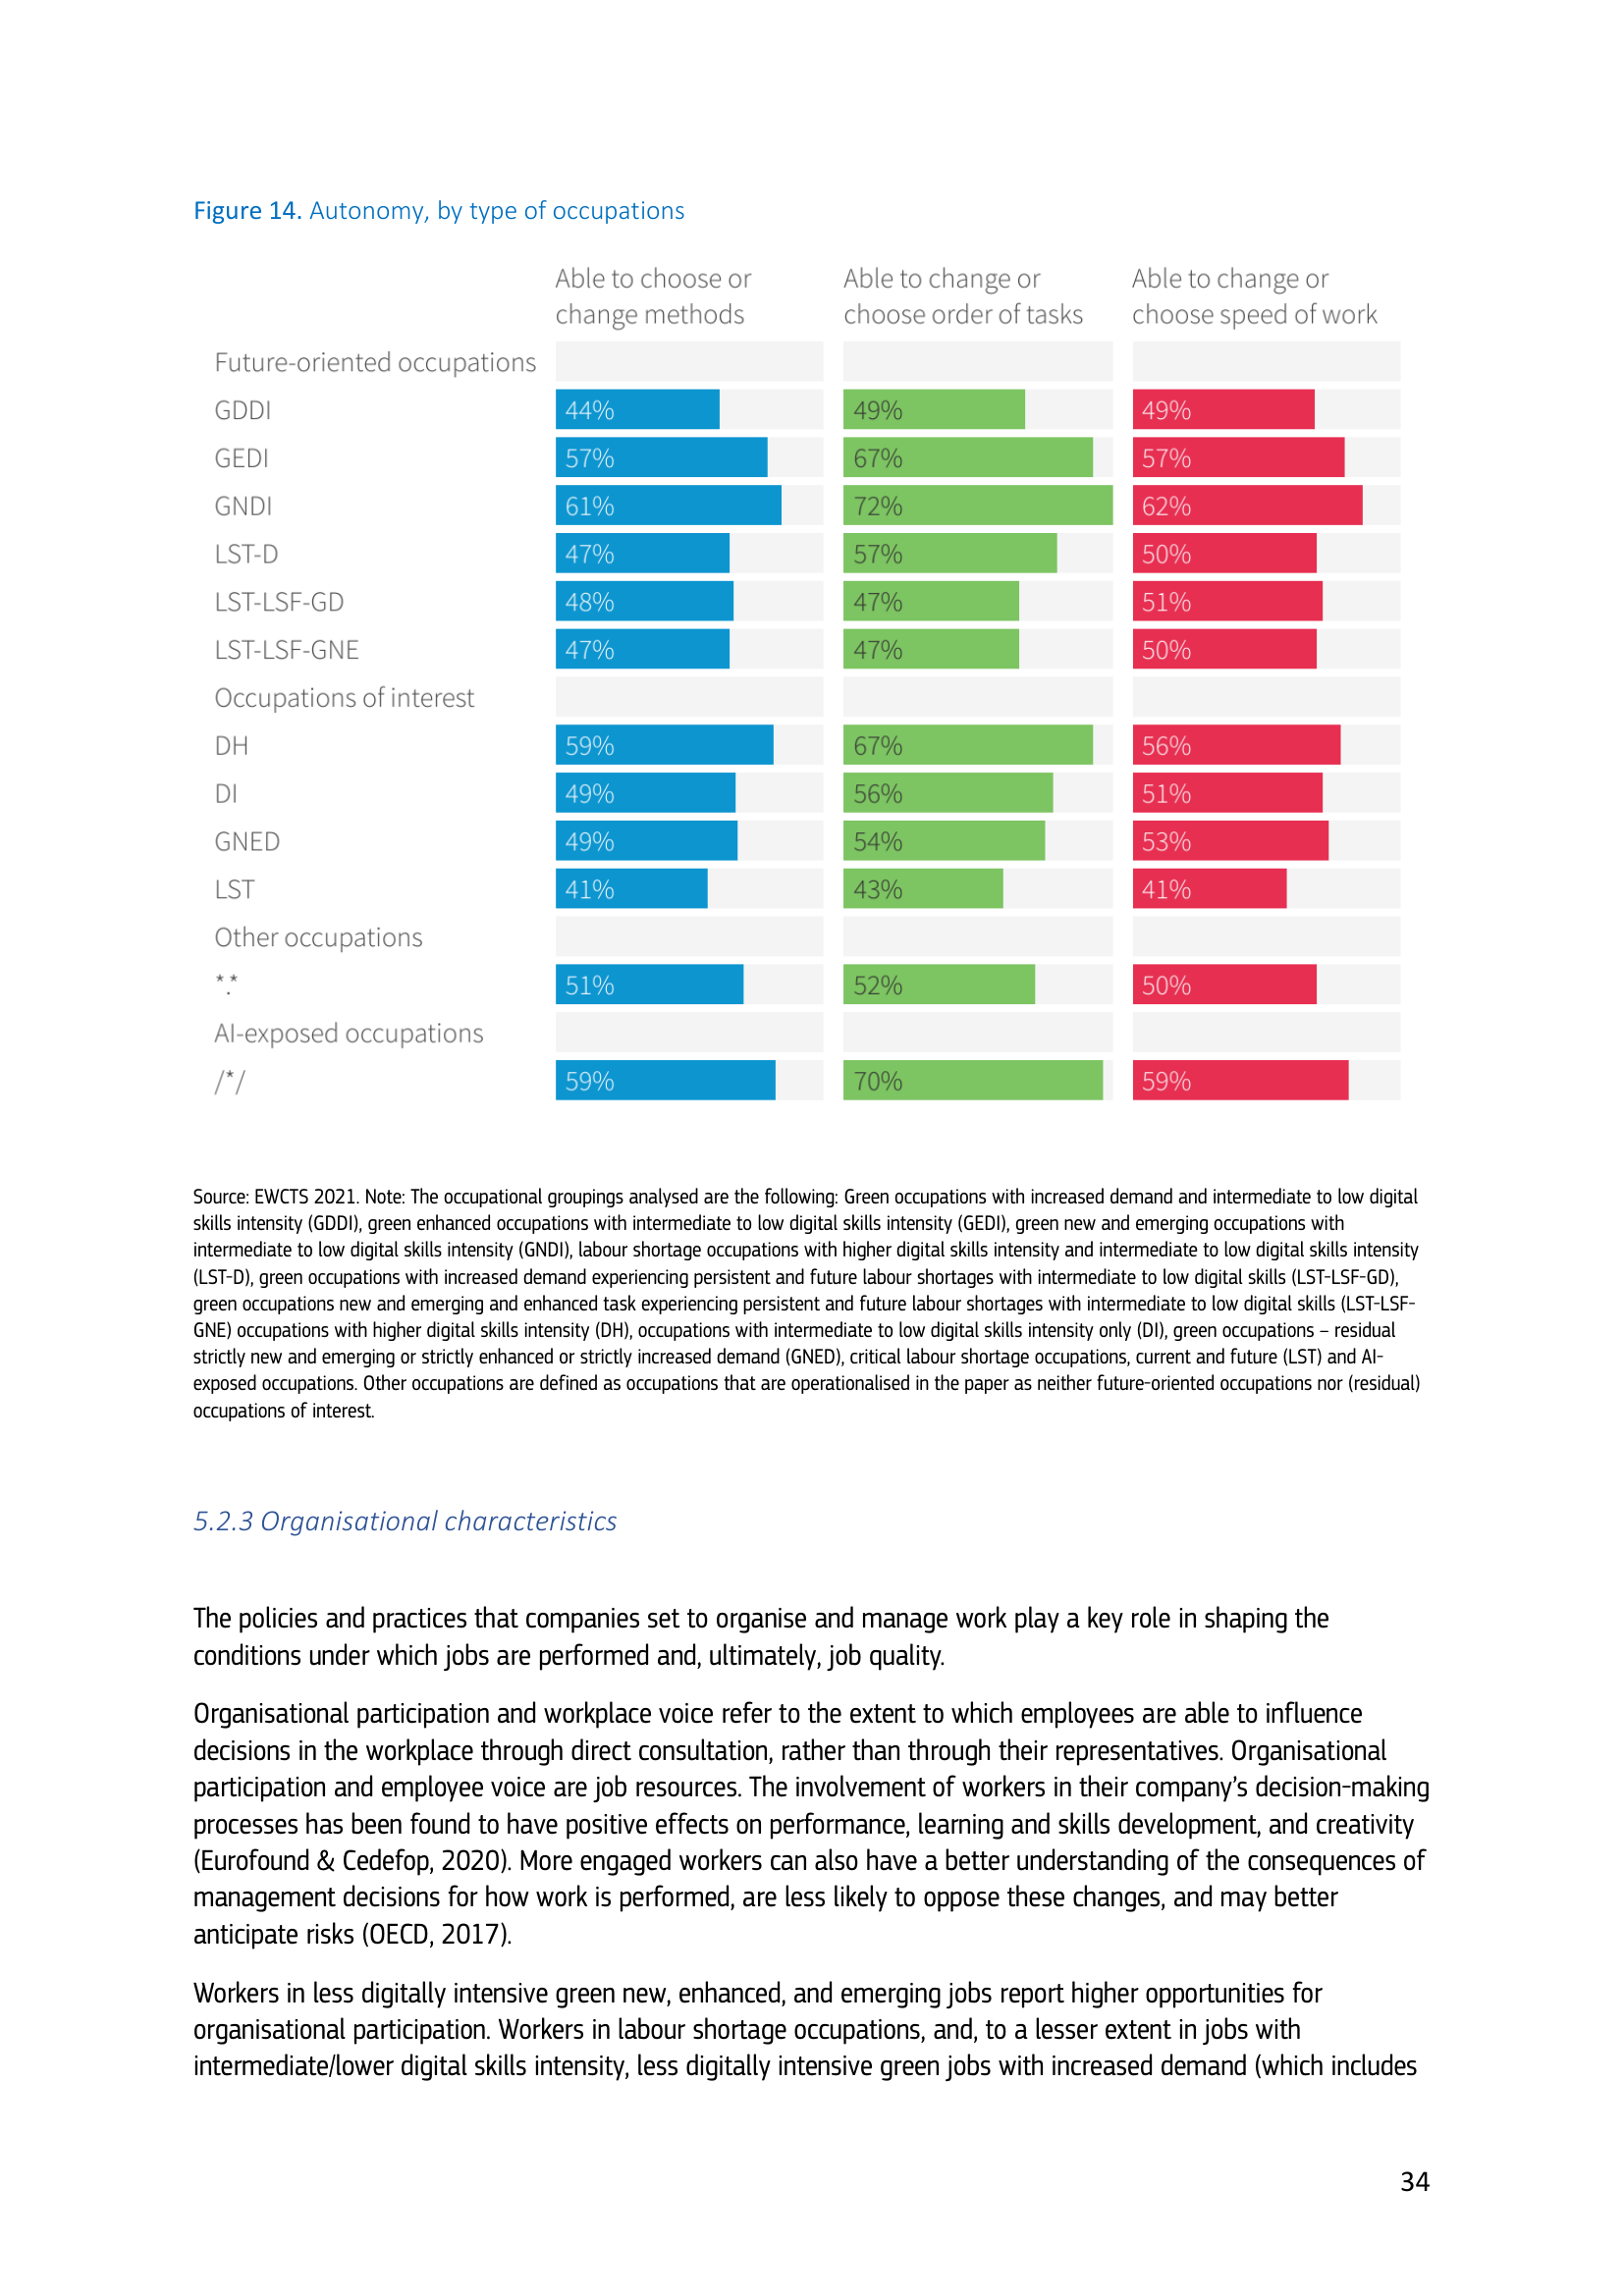 Figure 14. Autonomy, by type of occupations
Able to choose or change methods
Able to change or choose order of tasks
Able to change or choose speed of work
Future-oriented occupations
GDDI 44% 49% 49%
GEDI 57% 67% 57%
GNDI 61% 72% 62%
LST-D 47% 57% 50%
LST-LSF-GD 48% 47% 51%
LST-LSF-GNE 47% 47% 50%
Occupations of interest
DH 59% 67% 56%
DI 49% 56% 51%
GNED 49% 54% 53%
LST 41% 43% 41%
Other occupations
*.* 51% 52% 50%
AI-exposed occupations
/*/ 59% 70% 59%
Source: EWCTS 2021. Note: The occupational groupings analysed are the following: Green occupations with increased demand and intermediate to low digital
skills intensity (GDDI), green enhanced occupations with intermediate to low digital skills intensity (GEDI), green new and emerging occupations with
intermediate to low digital skills intensity (GNDI), labour shortage occupations with higher digital skills intensity and intermediate to low digital skills intensity
(LST-D), green occupations with increased demand experiencing persistent and future labour shortages with intermediate to low digital skills (LST-LSF-GD),
green occupations new and emerging and enhanced task experiencing persistent and future labour shortages with intermediate to low digital skills (LST-LSF-
GNE) occupations with higher digital skills intensity (DH), occupations with intermediate to low digital skills intensity only (DI), green occupations – residual
strictly new and emerging or strictly enhanced or strictly increased demand (GNED), critical labour shortage occupations, current and future (LST) and AI-
exposed occupations. Other occupations are defined as occupations that are operationalised in the paper as neither future-oriented occupations nor (residual)
occupations of interest.
5.2.3 Organisational characteristics
The policies and practices that companies set to organise and manage work play a key role in shaping the
conditions under which jobs are performed and, ultimately, job quality.
Organisational participation and workplace voice refer to the extent to which employees are able to influence
decisions in the workplace through direct consultation, rather than through their representatives. Organisational
participation and employee voice are job resources. The involvement of workers in their company's decision-making
processes has been found to have positive effects on performance, learning and skills development, and creativity
(Eurofound & Cedefop, 2020). More engaged workers can also have a better understanding of the consequences of
management decisions for how work is performed, are less likely to oppose these changes, and may better
anticipate risks (OECD, 2017).
Workers in less digitally intensive green new, enhanced, and emerging jobs report higher opportunities for
organisational participation. Workers in labour shortage occupations, and, to a lesser extent in jobs with
intermediate/lower digital skills intensity, less digitally intensive green jobs with increased demand (which includes
34